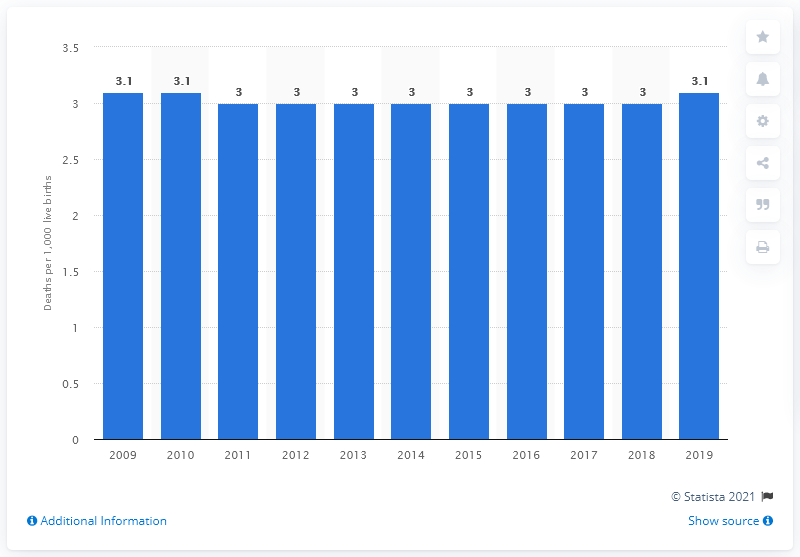 3.5
3
2.5
2
1.5
1
0.5
0
Deaths per 1,000 live births
3.1 3.1 3 3 3 3 3 3 3 3 3.1
2009 2010 2011 2012 2013 2014 2015 2016 2017 2018 2019
© Statista 2021
Additional Information
Show source